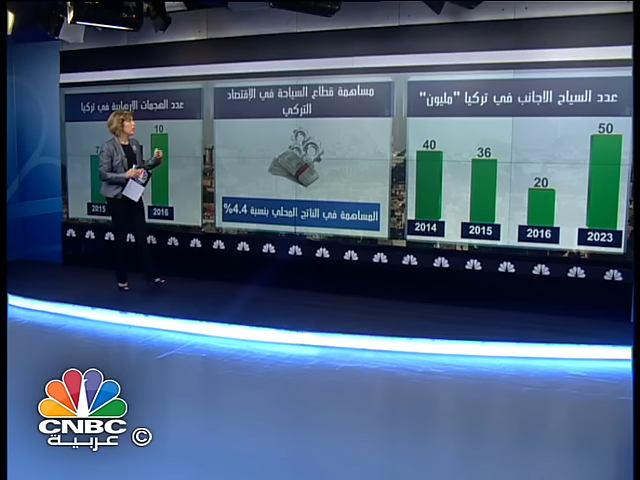 عدد السياح الاجانب في تركيا "مليون"
40
36
20
50
2014
2015
2016
2023
مساهمة قطاع السياحة في الإقتصاد
التركي
المساهمة في الناتج المحلي بنسبة 4.4%
عدد الهجمات الإرهابية في تركيا
7
10
2015
2016
CNBC
عربية ©